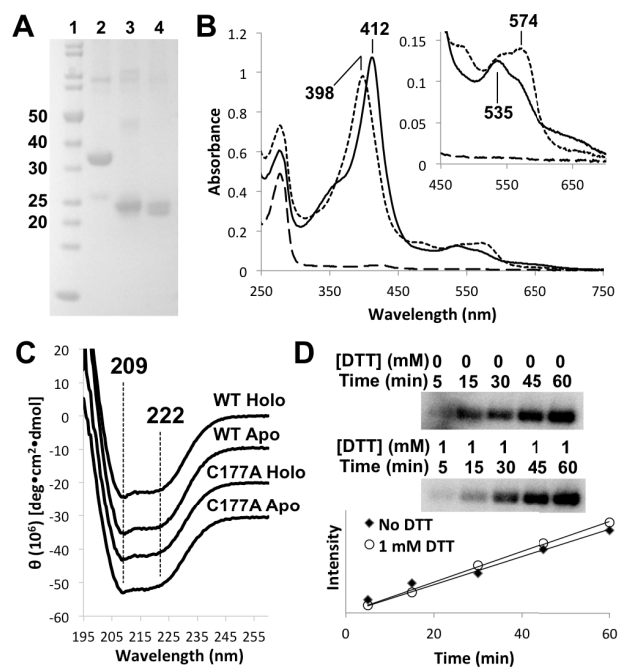 A
1 2 3 4
50
40
30
25
20
B
412
398
Absorbance
1.2
1
0.8
0.6
0.4
0.2
0
250 350 450 550 650 750
Wavelength (nm)
574
535
0.15
0.1
0.05
0
450 550 650
C
209
222
WT Holo
WT Apo
C177A Holo
C177A Apo
θ (10⁶) [deg•cm²•dmol]
20
10
0
-10
-20
-30
-40
-50
-60
195 205 215 225 235 245 255
Wavelength (nm)
D
[DTT] (mM) 0 0 0 0 0
Time (min) 5 15 30 45 60
[DTT] (mM) 1 1 1 1 1
Time (min) 5 15 30 45 60
No DTT
1 mM DTT
Intensity
0 20 40 60
Time (min)